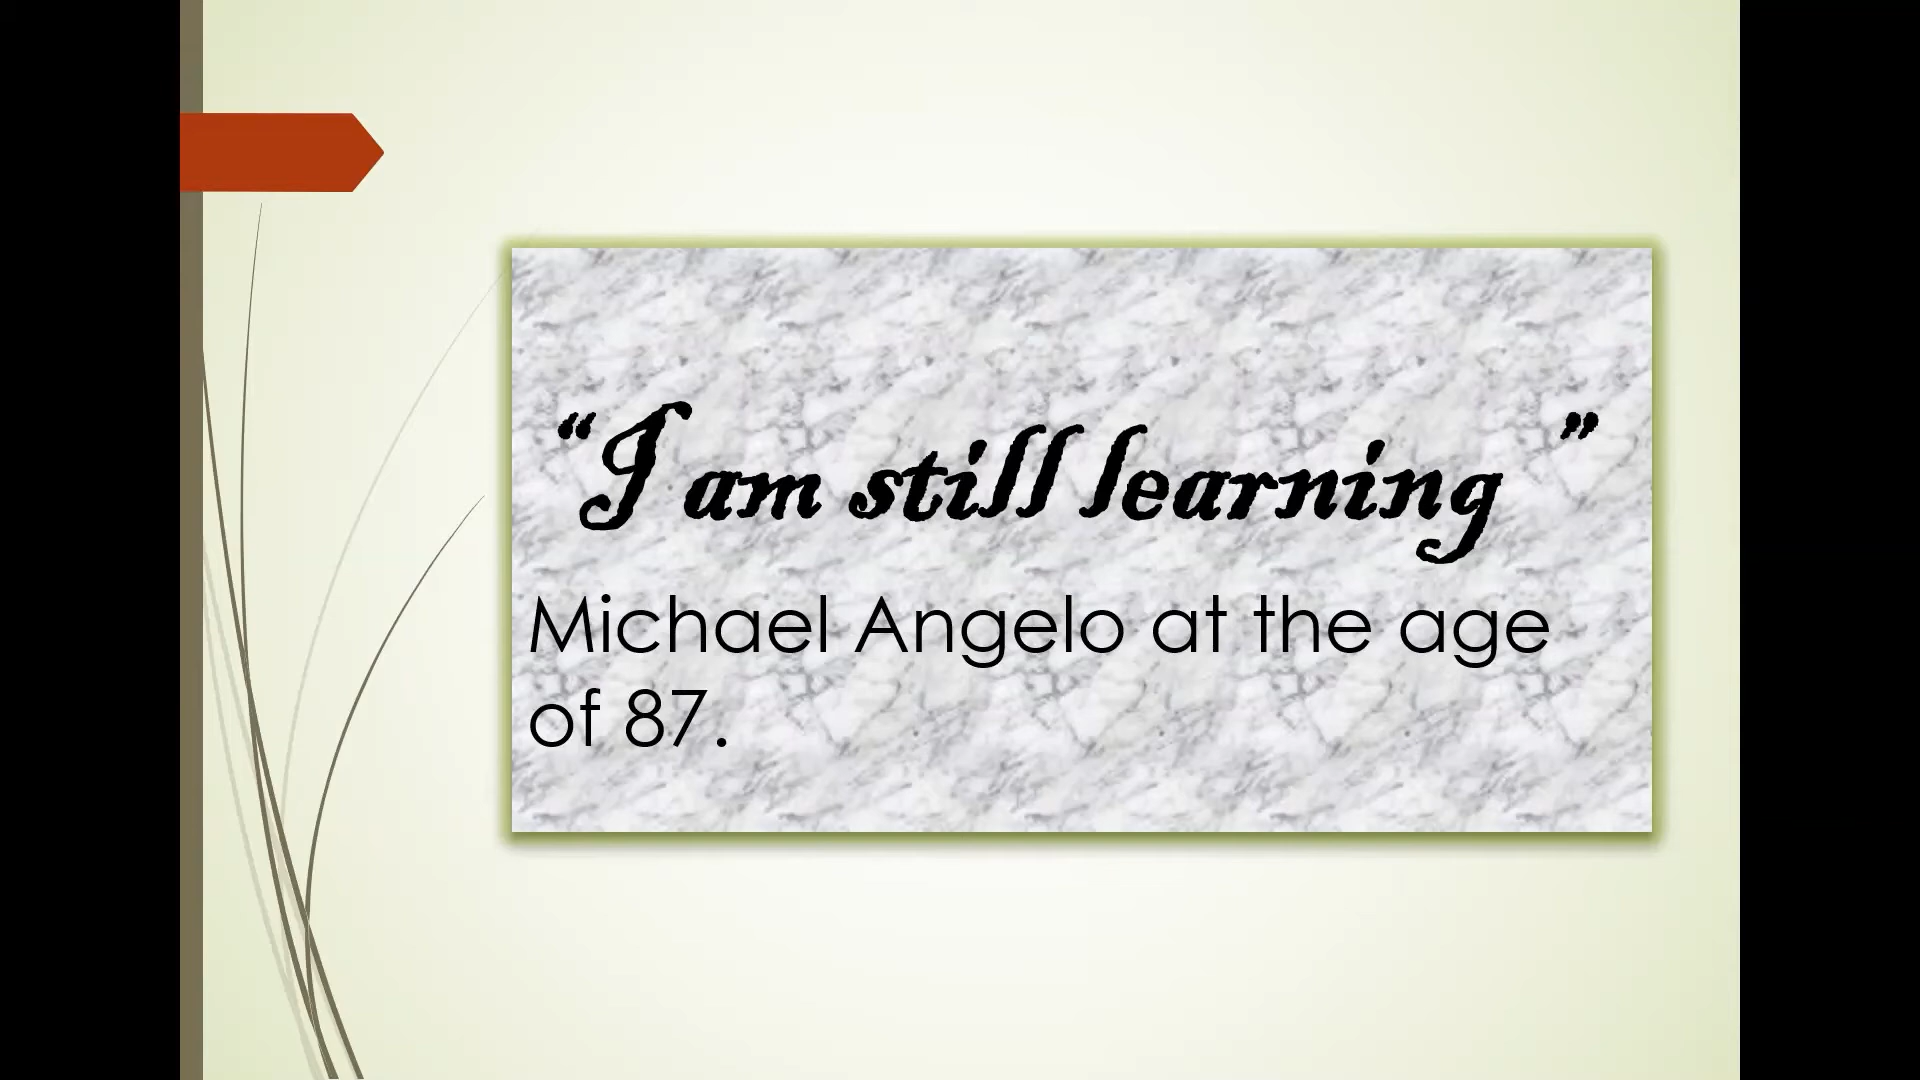 “I am still learning ”
Michael Angelo at the age
of 87.